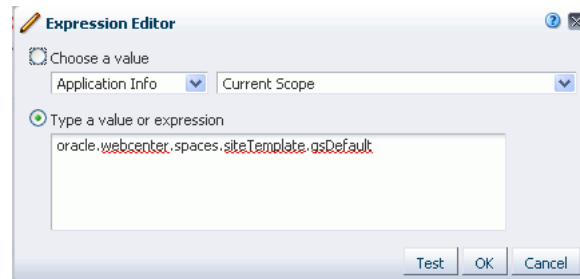 Expression Editor
Choose a value
Application Info Current Scope
Type a value or expression
oracle.webcenter.spaces.siteTemplate.gsDefault
Test OK Cancel